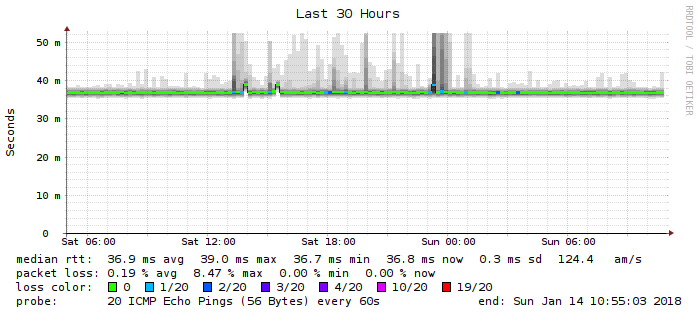 Last 30 Hours
RRDTOOL / TOBI OETIKER
Seconds
50 m
40 m
30 m
20 m
10 m
0
Sat 06:00 Sat 12:00 Sat 18:00 Sun 00:00 Sun 06:00
median rtt: 36.9 ms avg 39.0 ms max 36.7 ms min 36.8 ms now 0.3 ms sd 124.4 am/s
packet loss: 0.19 % avg 8.47 % max 0.00 % min 0.00 % now
loss color: 0 1/20 2/20 3/20 4/20 10/20 19/20
probe: 20 ICMP Echo Pings (56 Bytes) every 60s end: Sun Jan 14 10:55:03 2018